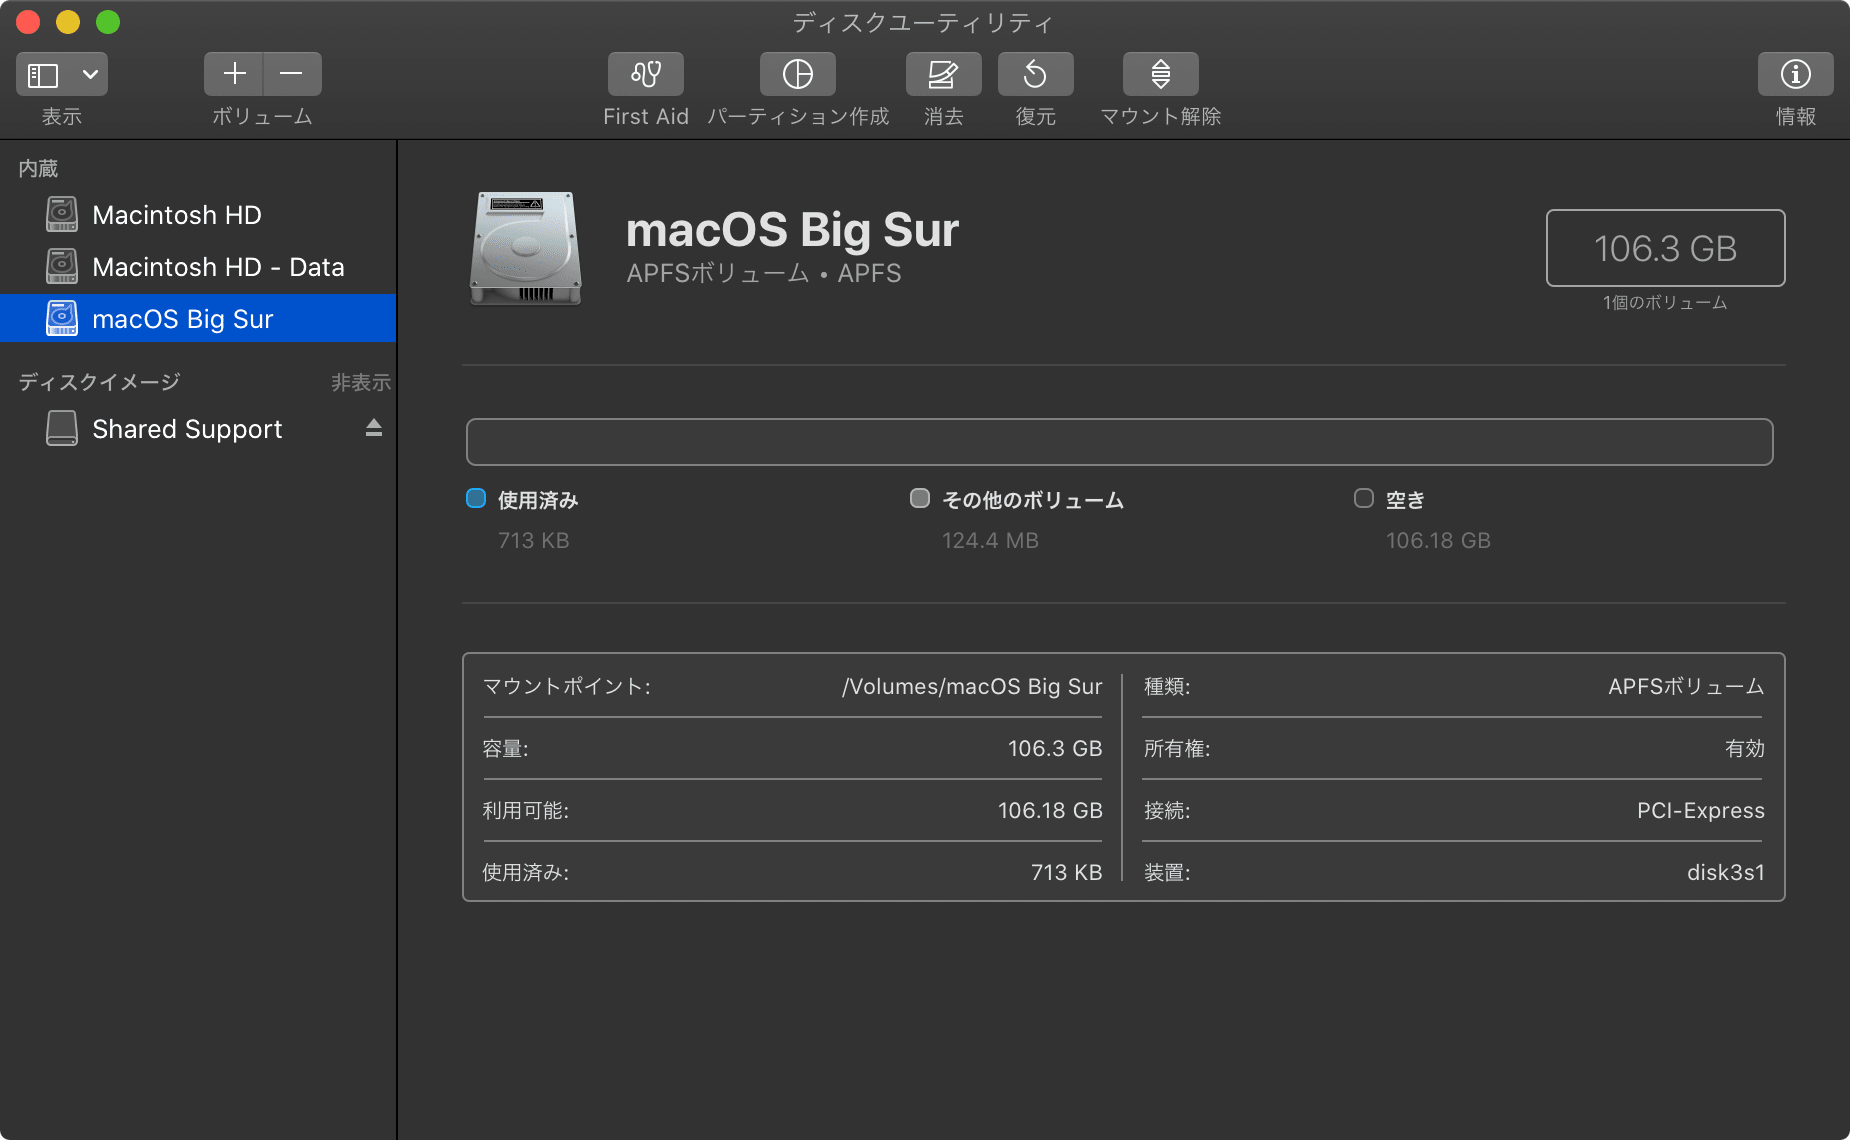 ディスクユーティリティ
表示
ボリューム
First Aid
パーティション作成
消去
復元
マウント解除
情報
内蔵
Macintosh HD
Macintosh HD - Data
macOS Big Sur
ディスクイメージ 非表示
Shared Support
macOS Big Sur
APFSボリューム • APFS
106.3 GB
1個のボリューム
使用済み
713 KB
その他のボリューム
124.4 MB
空き
106.18 GB
マウントポイント: /Volumes/macOS Big Sur
容量: 106.3 GB
利用可能: 106.18 GB
使用済み: 713 KB
種類: APFSボリューム
所有権: 有効
接続: PCI-Express
装置: disk3s1